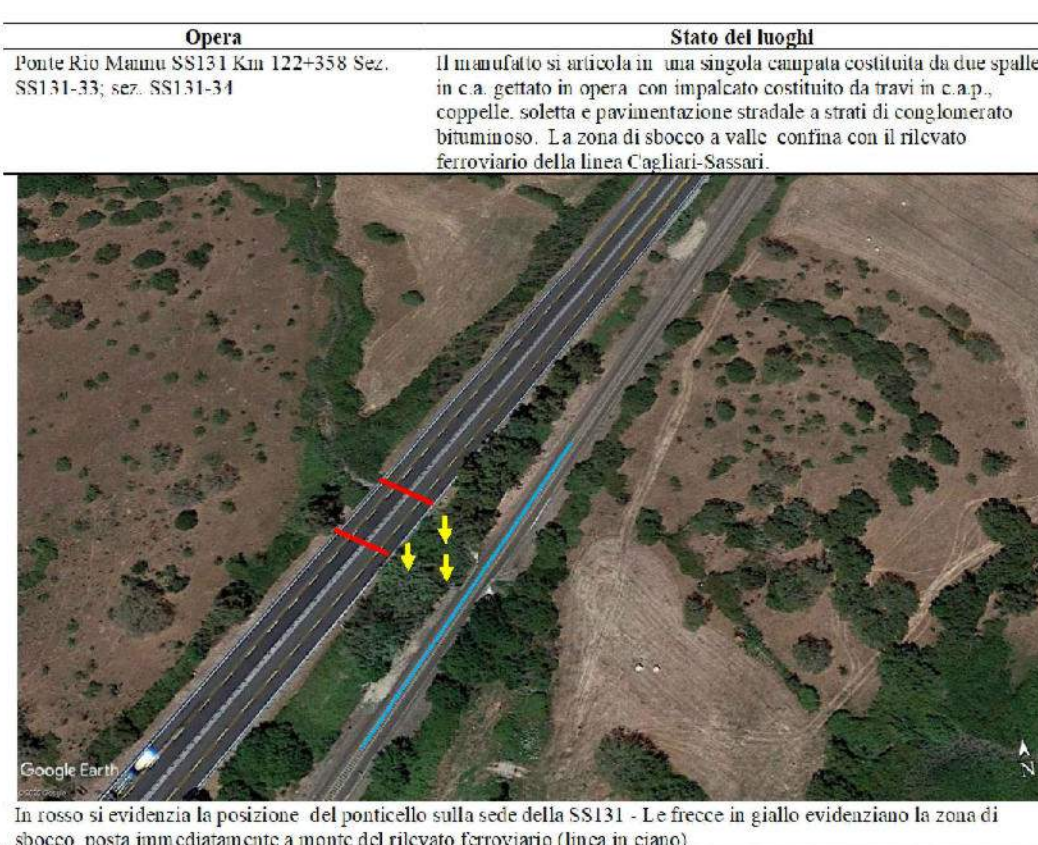 Opera
Stato dei luoghi
Ponte Rio Mannu SS131 Km 122+358 Sez.
SS131-33; sez. SS131-34
Il manufatto si articola in una singola campata costituita da due spalle
in c.a. gettato in opera con impalcato costituito da travi in c.a.p.,
coppelle, soletta e pavimentazione stradale a strati di conglomerato
bituminoso. La zona di sbocco a valle confina con il rilevato
ferroviario della linea Cagliari-Sassari.
Google Earth
N
In rosso si evidenzia la posizione del ponticello sulla sede della SS131 - Le frecce in giallo evidenziano la zona di
sbocco posta immediatamente a monte del rilevato ferroviario (linea in ciano)